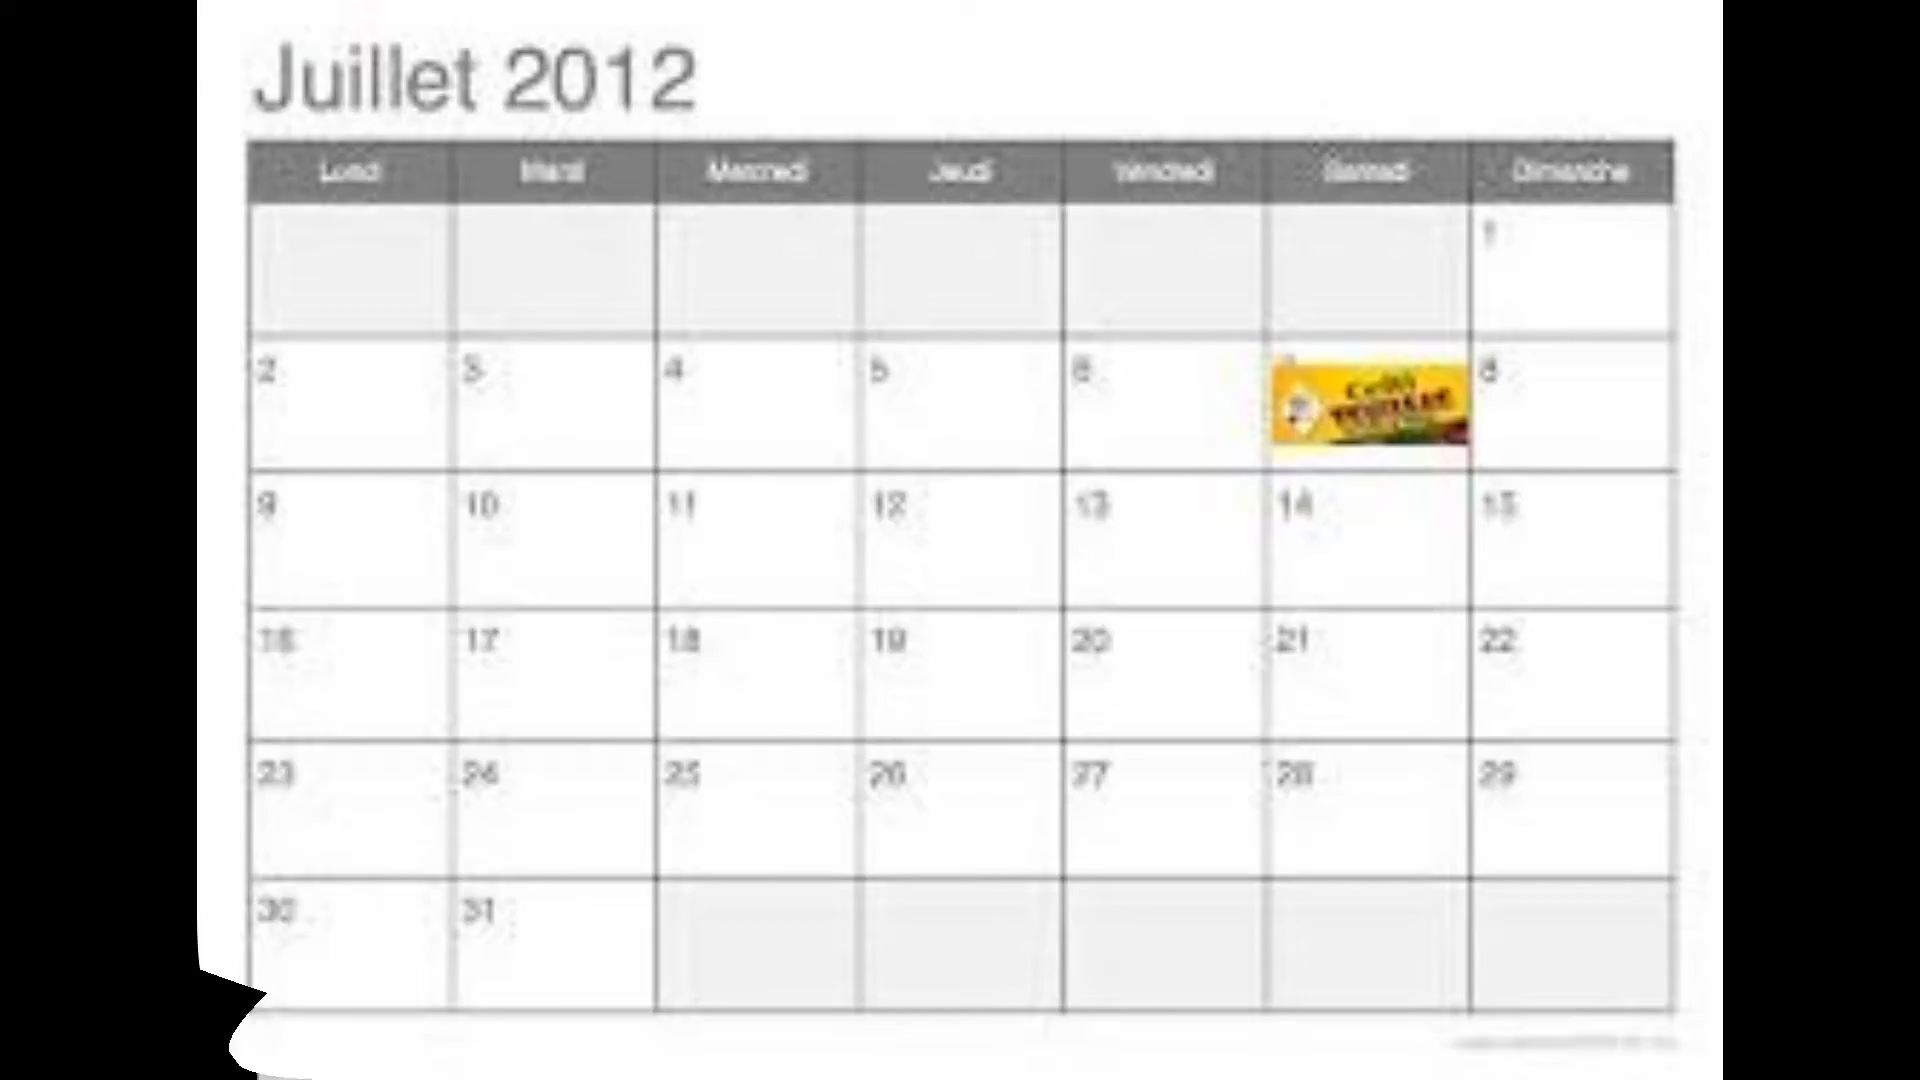 Juillet 2012
Lundi Mardi Mercredi Jeudi Vendredi Samedi Dimanche
1
2 3 4 5 6 8
9 10 11 12 13 14 15
16 17 18 19 20 21 22
23 24 25 26 27 28 29
30 31